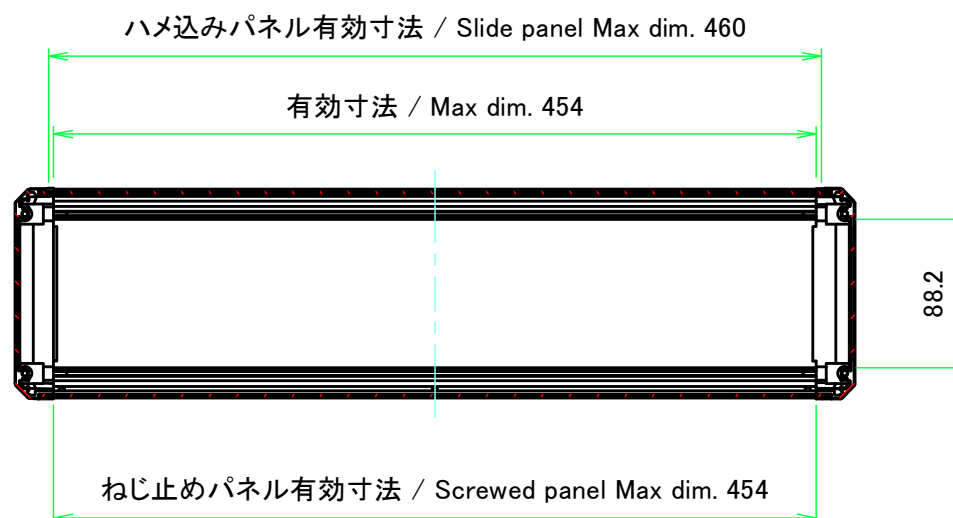 ハメ込みパネル有効寸法 / Slide panel Max dim. 460
有効寸法 / Max dim. 454
88.2
ねじ止めパネル有効寸法 / Screwed panel Max dim. 454